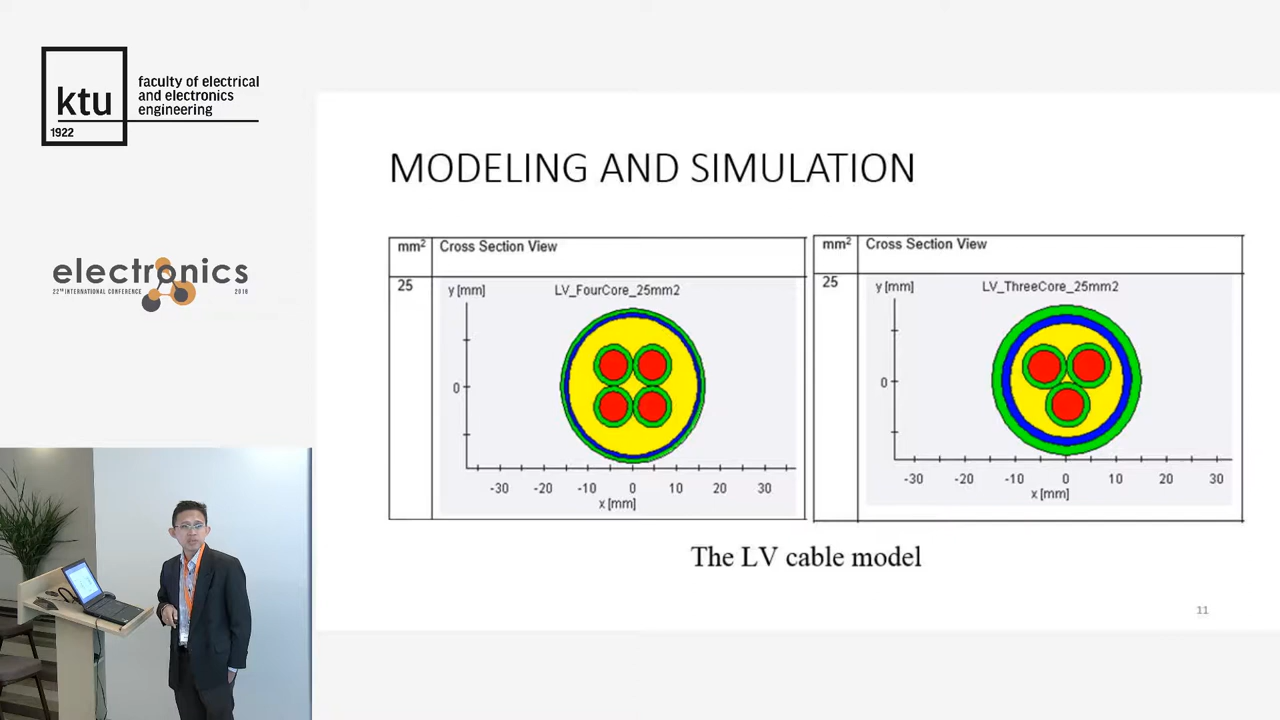 ktu
1922
faculty of electrical
and electronics
engineering
electronics
22ND INTERNATIONAL CONFERENCE 2018
MODELING AND SIMULATION
mm2 Cross Section View
25
y [mm] LV_FourCore_25mm2
0
-30 -20 -10 0 10 20 30
x [mm]
mm2 Cross Section View
25
y [mm] LV_ThreeCore_25mm2
0
-30 -20 -10 0 10 20 30
x [mm]
The LV cable model
11